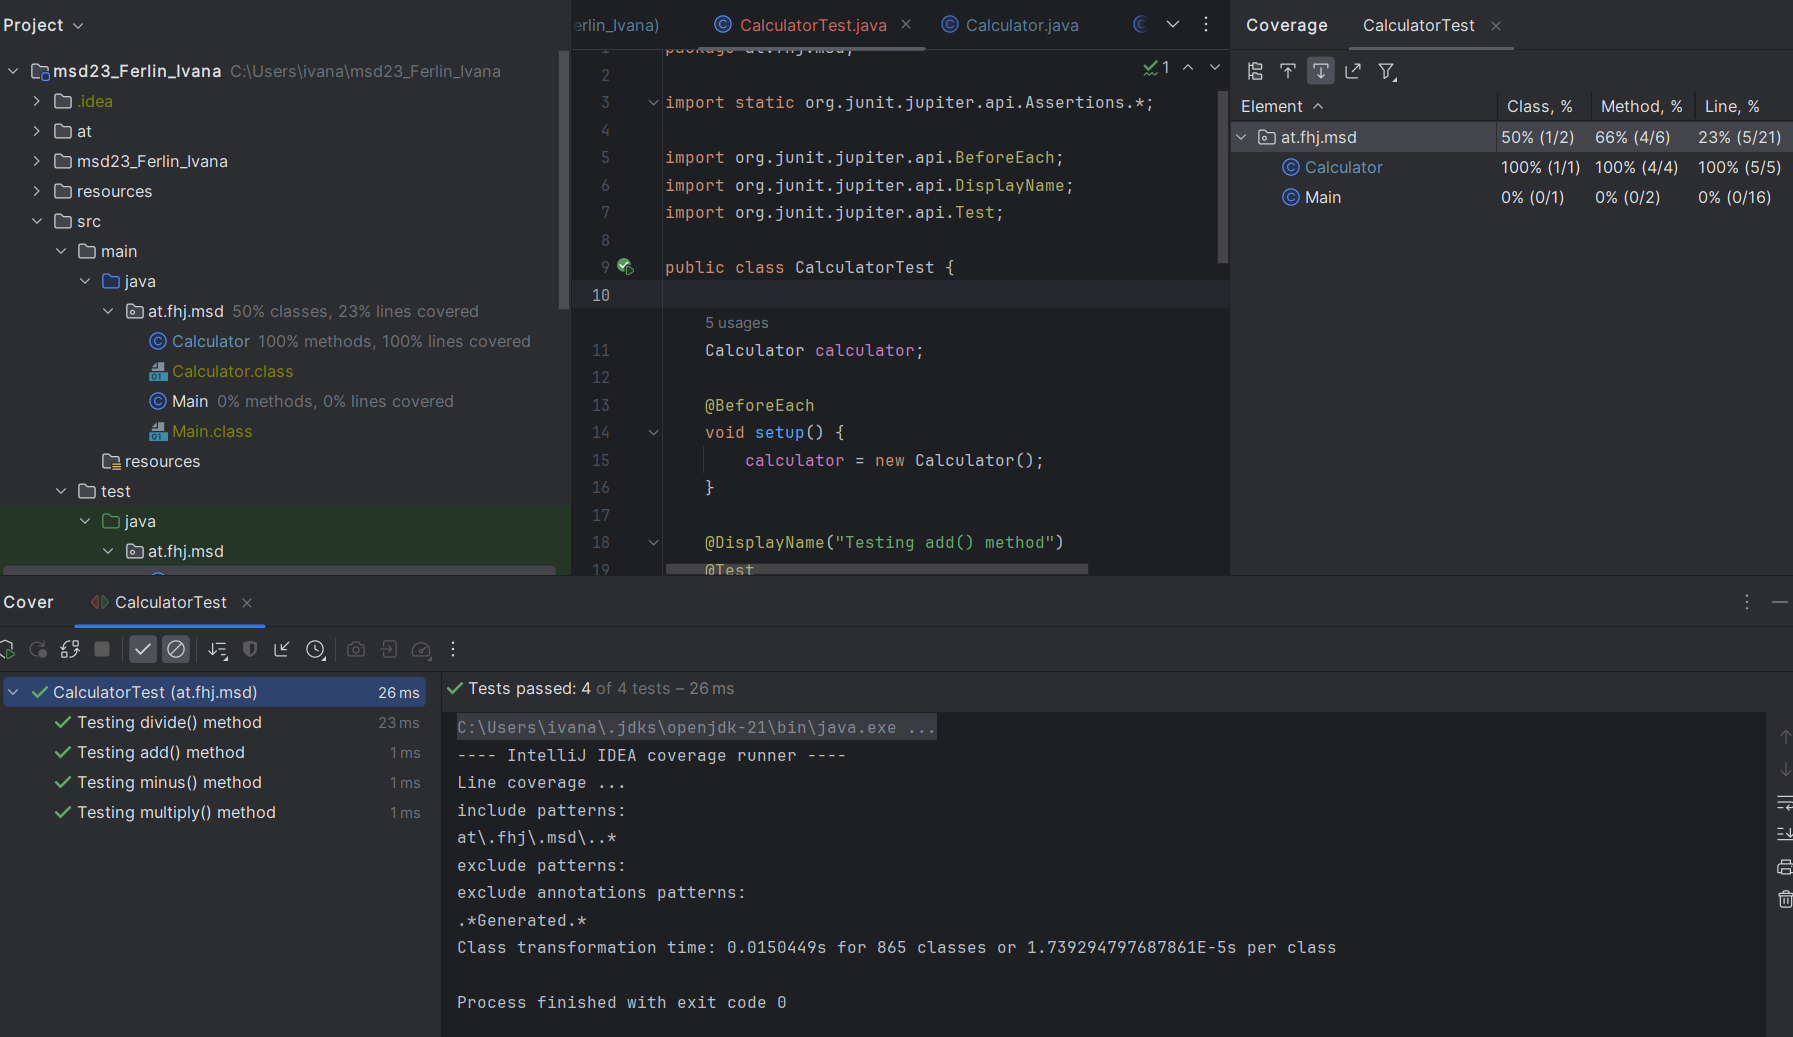 Project
msd23_Ferlin_Ivana C:\Users\ivana\msd23_Ferlin_Ivana
.idea
at
msd23_Ferlin_Ivana
resources
src
main
java
at.fhj.msd 50% classes, 23% lines covered
Calculator 100% methods, 100% lines covered
Calculator.class
Main 0% methods, 0% lines covered
Main.class
resources
test
java
at.fhj.msd
erlin_Ivana) CalculatorTest.java Calculator.java
1 package at.fhj.msd;
2
3 import static org.junit.jupiter.api.Assertions.*;
4
5 import org.junit.jupiter.api.BeforeEach;
6 import org.junit.jupiter.api.DisplayName;
7 import org.junit.jupiter.api.Test;
8
9 public class CalculatorTest {
10
5 usages
11 Calculator calculator;
12
13 @BeforeEach
14 void setup() {
15 calculator = new Calculator();
16 }
17
18 @DisplayName("Testing add() method")
19 @Test
1
Coverage CalculatorTest
Element Class, % Method, % Line, %
at.fhj.msd 50% (1/2) 66% (4/6) 23% (5/21)
Calculator 100% (1/1) 100% (4/4) 100% (5/5)
Main 0% (0/1) 0% (0/2) 0% (0/16)
Cover CalculatorTest
CalculatorTest (at.fhj.msd) 26 ms
Testing divide() method 23 ms
Testing add() method 1 ms
Testing minus() method 1 ms
Testing multiply() method 1 ms
Tests passed: 4 of 4 tests – 26 ms
C:\Users\ivana\.jdks\openjdk-21\bin\java.exe ...
---- IntelliJ IDEA coverage runner ----
Line coverage ...
include patterns:
at\.fhj\.msd\..*
exclude patterns:
exclude annotations patterns:
.*Generated.*
Class transformation time: 0.0150449s for 865 classes or 1.739294797687861E-5s per class
Process finished with exit code 0